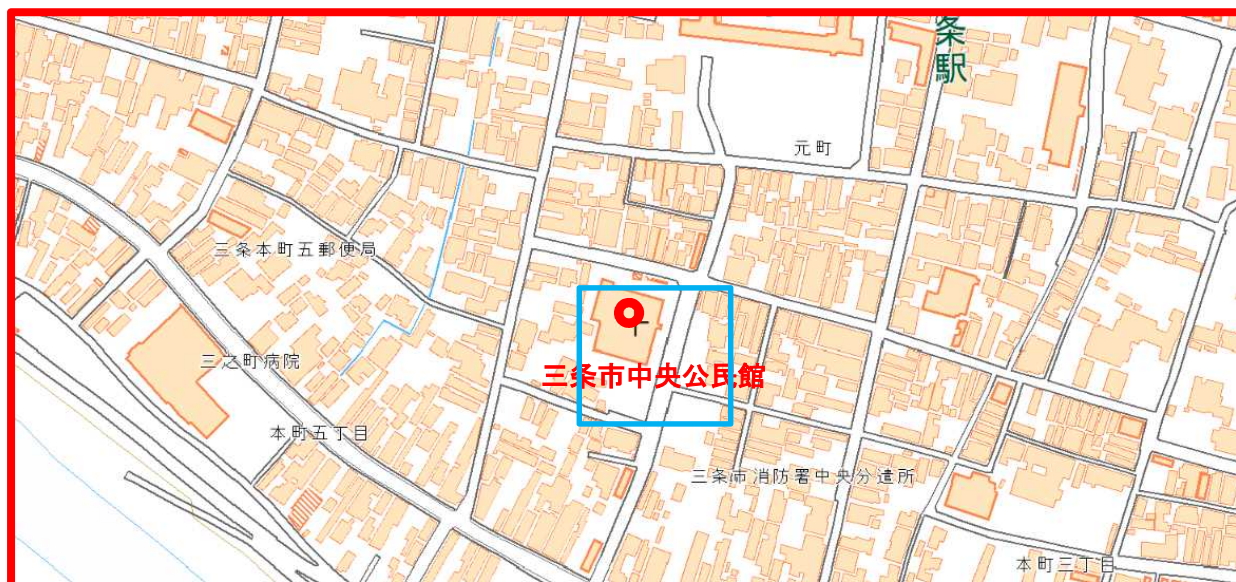 条駅
元町
三条本町五郵便局
三之町病院
三条市中央公民館
本町五丁目
三条市消防署中央分遣所
本町三丁目